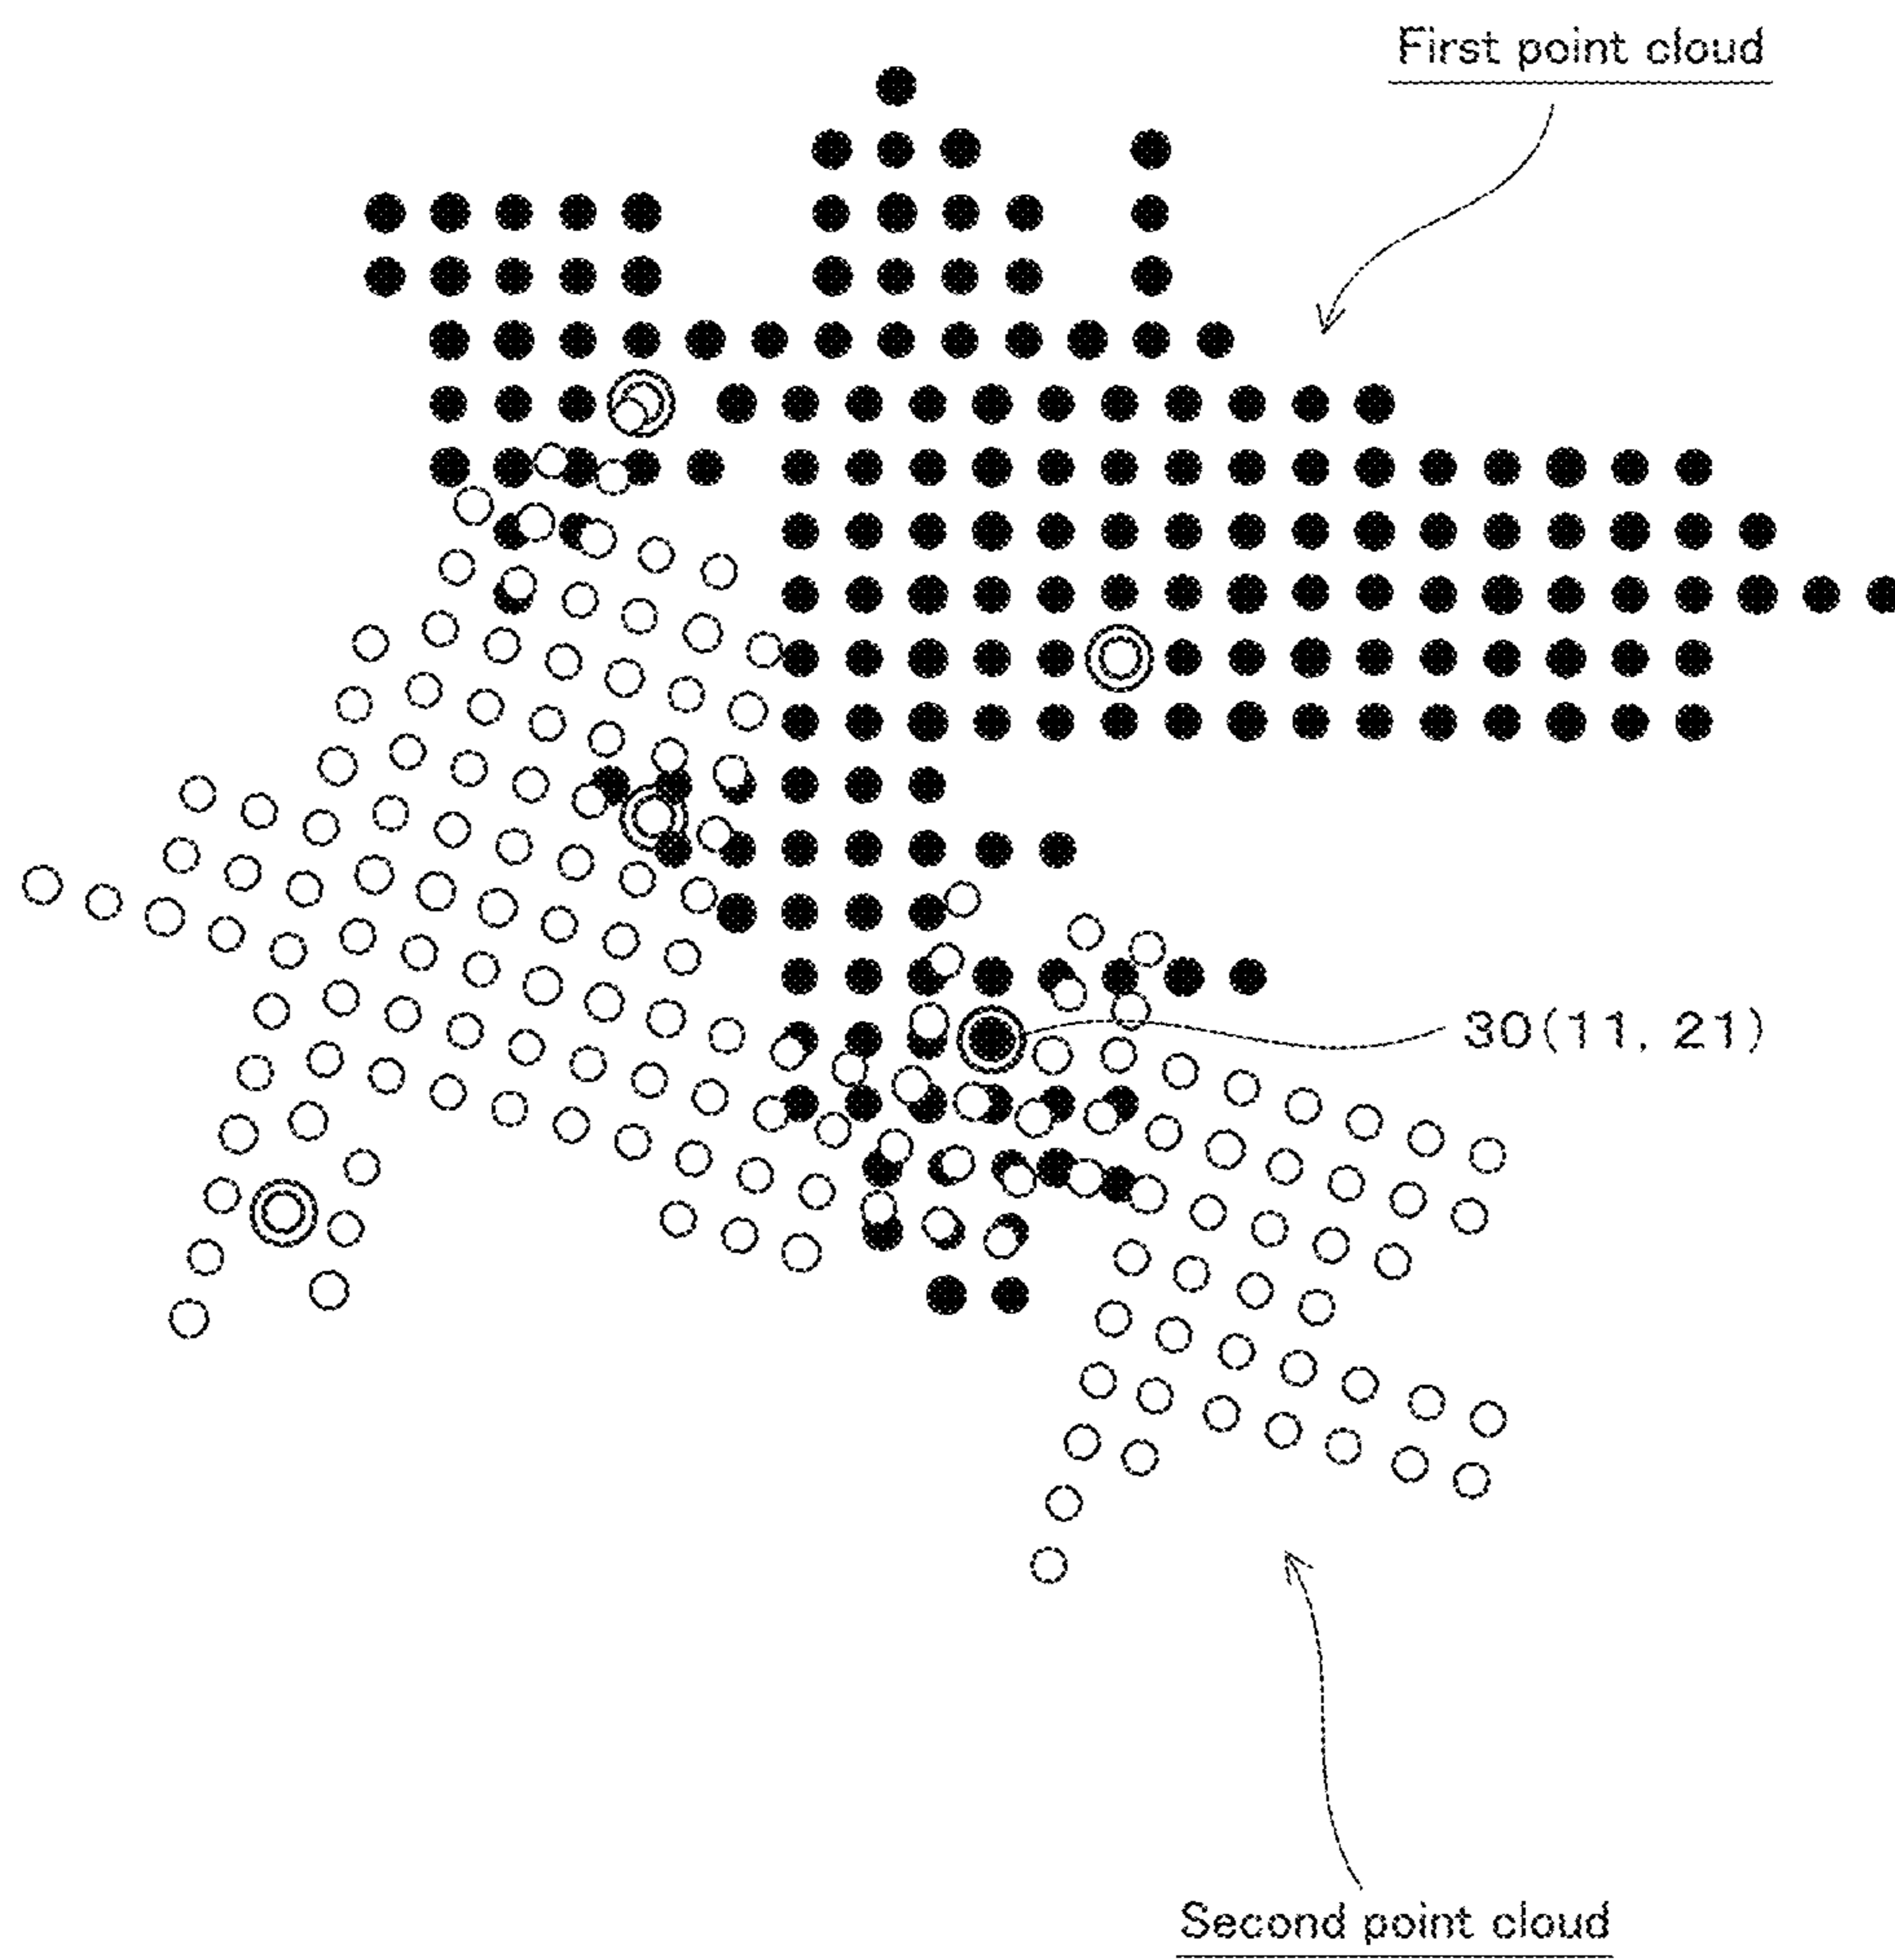 First point cloud
30(11, 21)
Second point cloud